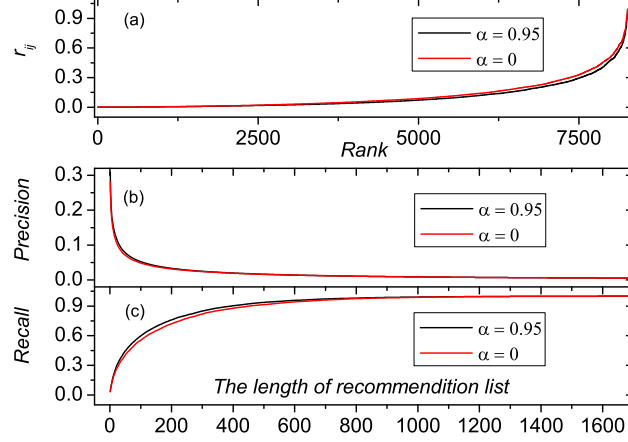 (a)
r_ij
0.9
0.6
0.3
0.0
α = 0.95
α = 0
0 2500 5000 7500
Rank
(b)
Precision
0.3
0.2
0.1
0.0
α = 0.95
α = 0
(c)
Recall
0.9
0.6
0.3
0.0
α = 0.95
α = 0
The length of recommendition list
0 200 400 600 800 1000 1200 1400 1600